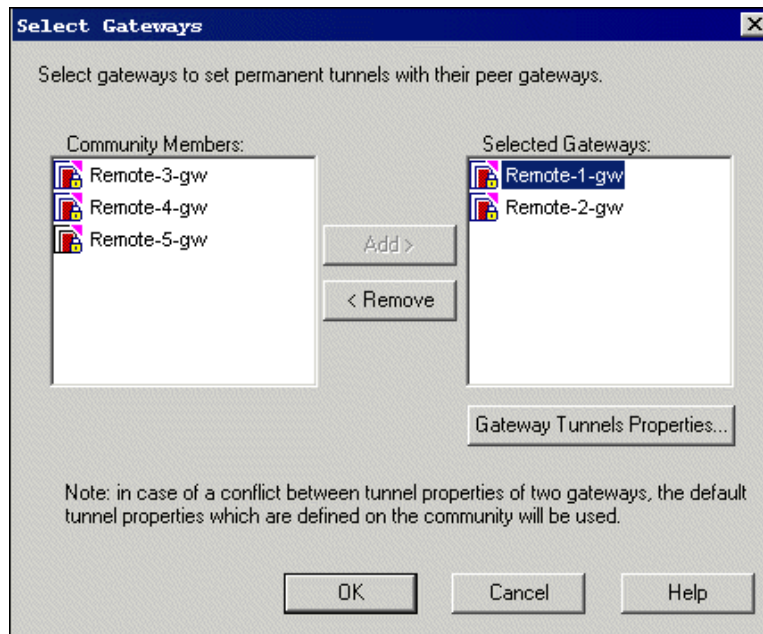 Select Gateways
Select gateways to set permanent tunnels with their peer gateways.
Community Members:
Remote-3-gw
Remote-4-gw
Remote-5-gw
Add >
< Remove
Selected Gateways:
Remote-1-gw
Remote-2-gw
Gateway Tunnels Properties...
Note: in case of a conflict between tunnel properties of two gateways, the default
tunnel properties which are defined on the community will be used.
OK
Cancel
Help